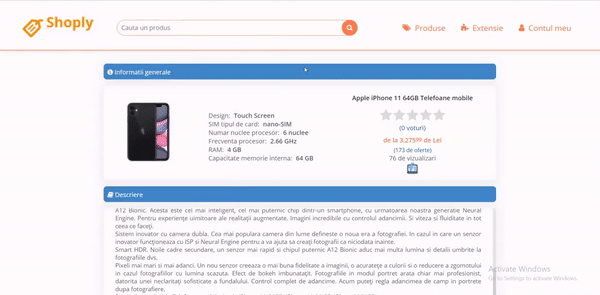 Shoply
Cauta un produs
Produse
Extensie
Contul meu
Informatii generale
Apple iPhone 11 64GB Telefoane mobile
Design: Touch Screen
SIM tipul de card: nano-SIM
Numar nuclee procesor: 6 nuclee
Frecventa procesor: 2.66 GHz
RAM: 4 GB
Capacitate memorie interna: 64 GB
(0 voturi)
de la 3.275⁹⁹ de Lei
(173 de oferte)
76 de vizualizari
Descriere
A12 Bionic. Acesta este cel mai inteligent, cel mai puternic chip dintr-un smartphone, cu urmatoarea noastra generatie Neural
Engine. Pentru experiențe uimitoare ale realitații augmentate. Imagini incredibile cu controlul adancimii. Si viteza si fluiditate in tot
ceea ce faceți.
Sistem inovator cu camera dubla. Cea mai populara camera din lume defineste o noua era a fotografiei. In cazul in care un senzor
inovator functioneaza cu ISP si Neural Engine pentru a va ajuta sa creați fotografii ca niciodata inainte.
Smart HDR. Noile cadre secundare, un senzor mai rapid si chipul puternic A12 Bionic aduc mai multa lumina si detalii umbrite la
fotografiile dvs.
Pixeli mai mari si mai adanci. Un nou senzor creeaza o mai buna fidelitate a imaginii, o acuratețe a culorii si o reducere a zgomotului
in cazul fotografiilor cu lumina scazuta. Efect de bokeh imbunatațit. Fotografiile in modul portret arata chiar mai profesionist,
datorita unei neclaritați sofisticate a fundalului. Control complet de adancime. Acum puteți regla adancimea de camp in portrete
dupa fotografiere.
Activate Windows
Go to Settings to activate Windows.